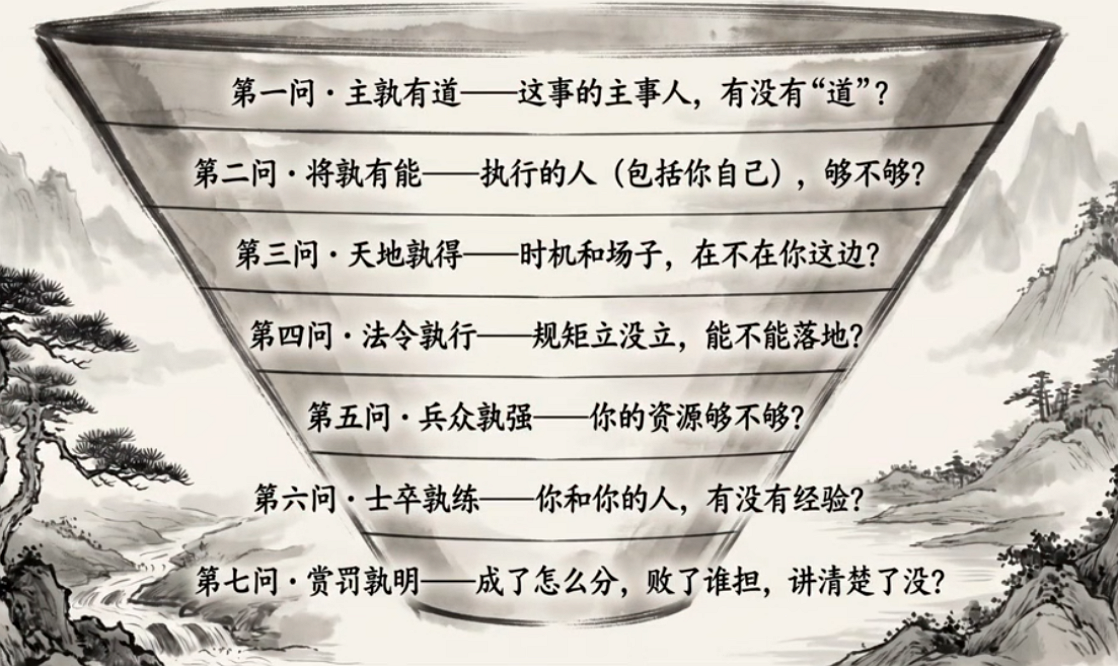 第一问·主孰有道——这事的主事人，有没有“道”？
第二问·将孰有能——执行的人（包括你自己），够不够？
第三问·天地孰得——时机和场子，在不在你这边？
第四问·法令孰行——规矩立没立，能不能落地？
第五问·兵众孰强——你的资源够不够？
第六问·士卒孰练——你和你的人，有没有经验？
第七问·赏罚孰明——成了怎么分，败了谁担，讲清楚了没？